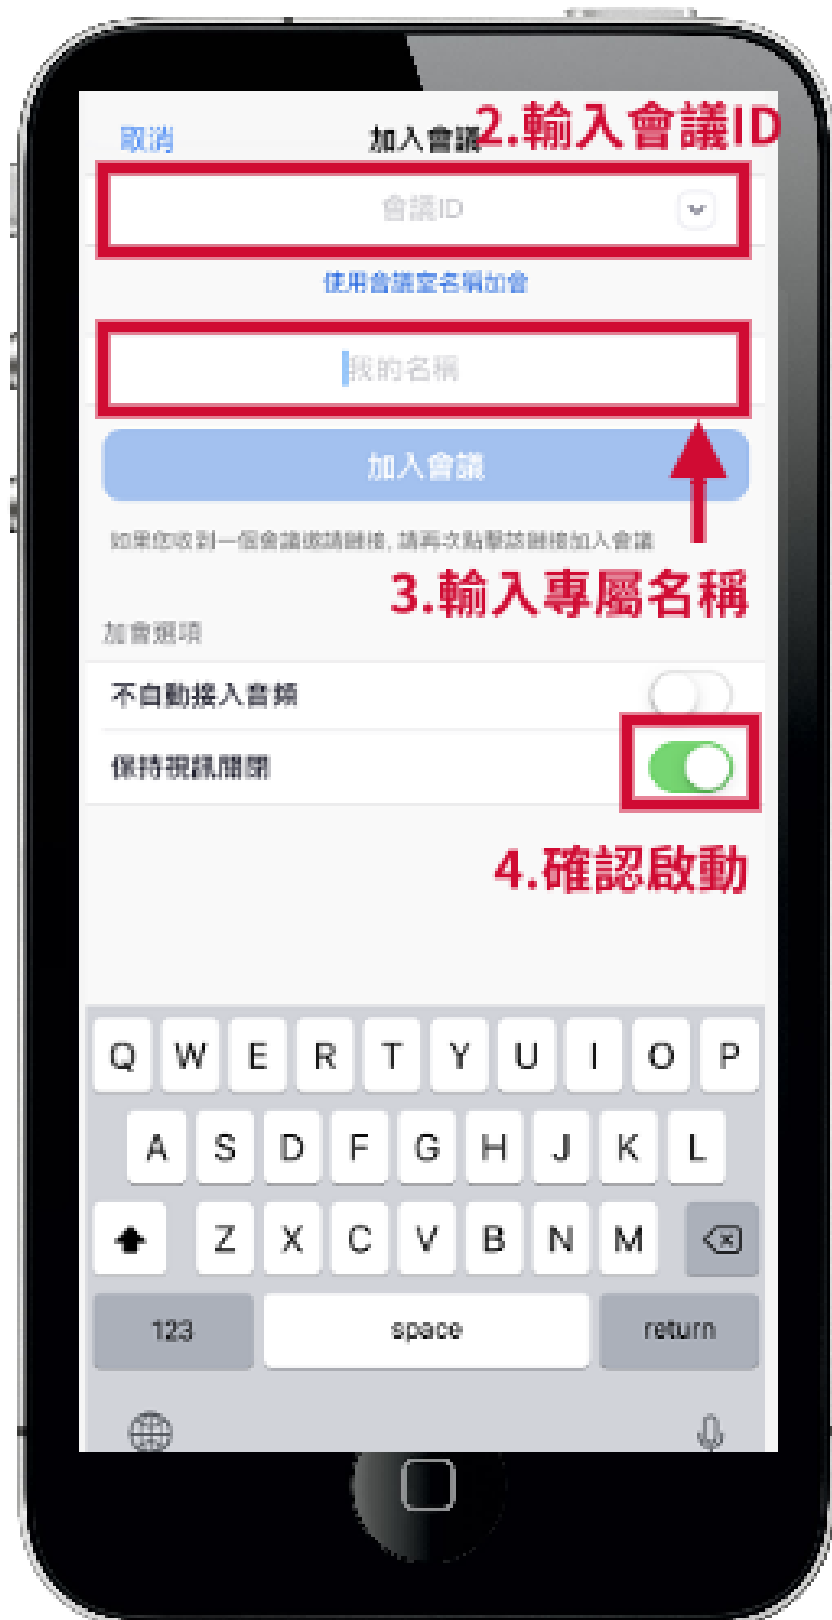 取消
加入會議
2.輸入會議ID
會議ID
使用會議室名稱加會
我的名稱
加入會議
如果您收到一個會議邀請鏈接, 請再次點擊該鏈接加入會議
3.輸入專屬名稱
加會選項
不自動接入音頻
保持視訊關閉
4.確認啟動
Q W E R T Y U I O P
A S D F G H J K L
Z X C V B N M
123 space return